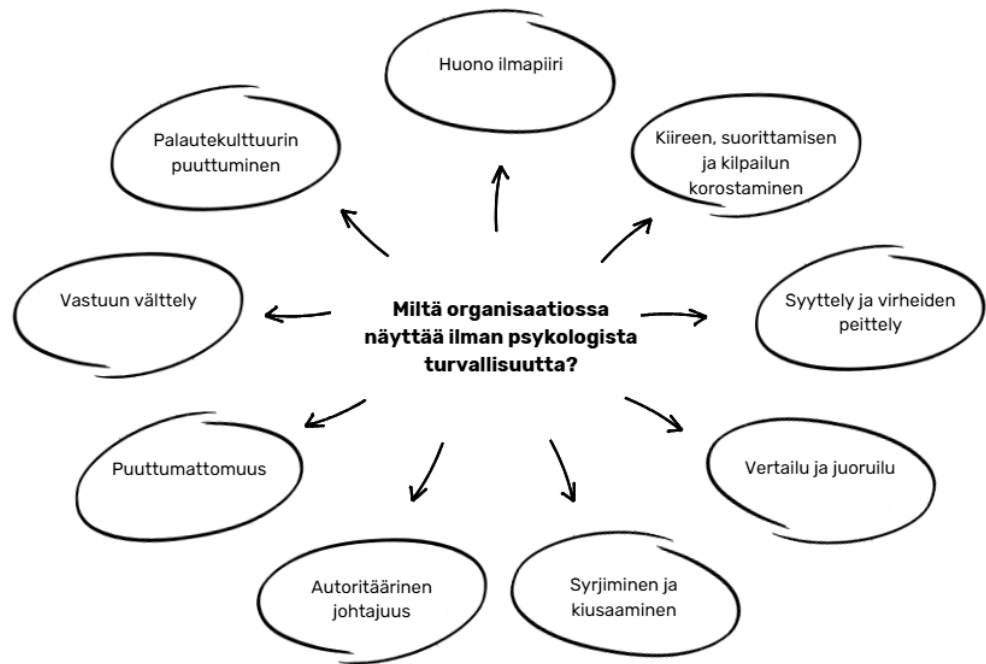 Huono ilmapiiri
Kiireen, suorittamisen
ja kilpailun
korostaminen
Palautekulttuurin
puuttuminen
Vastuun välttely
Miltä organisaatiossa
näyttää ilman psykologista
turvallisuutta?
Syyttely ja virheiden
peittely
Puuttumattomuus
Vertailu ja juoruilu
Autoritäärinen
johtajuus
Syrjiminen ja
kiusaaminen